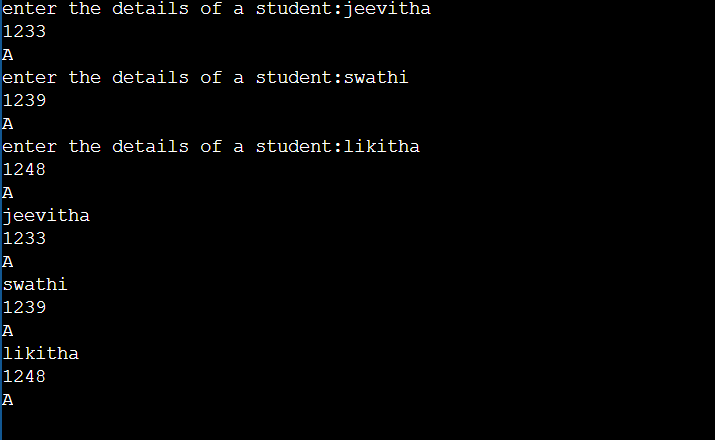 enter the details of a student:jeevitha
1233
A
enter the details of a student:swathi
1239
A
enter the details of a student:likitha
1248
A
jeevitha
1233
A
swathi
1239
A
likitha
1248
A